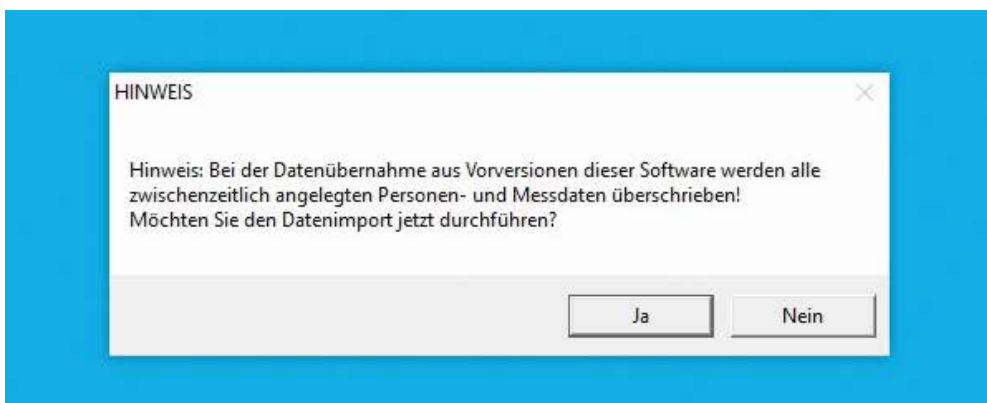 HINWEIS
Hinweis: Bei der Datenübernahme aus Vorversionen dieser Software werden alle
zwischenzeitlich angelegten Personen- und Messdaten überschrieben!
Möchten Sie den Datenimport jetzt durchführen?
Ja Nein